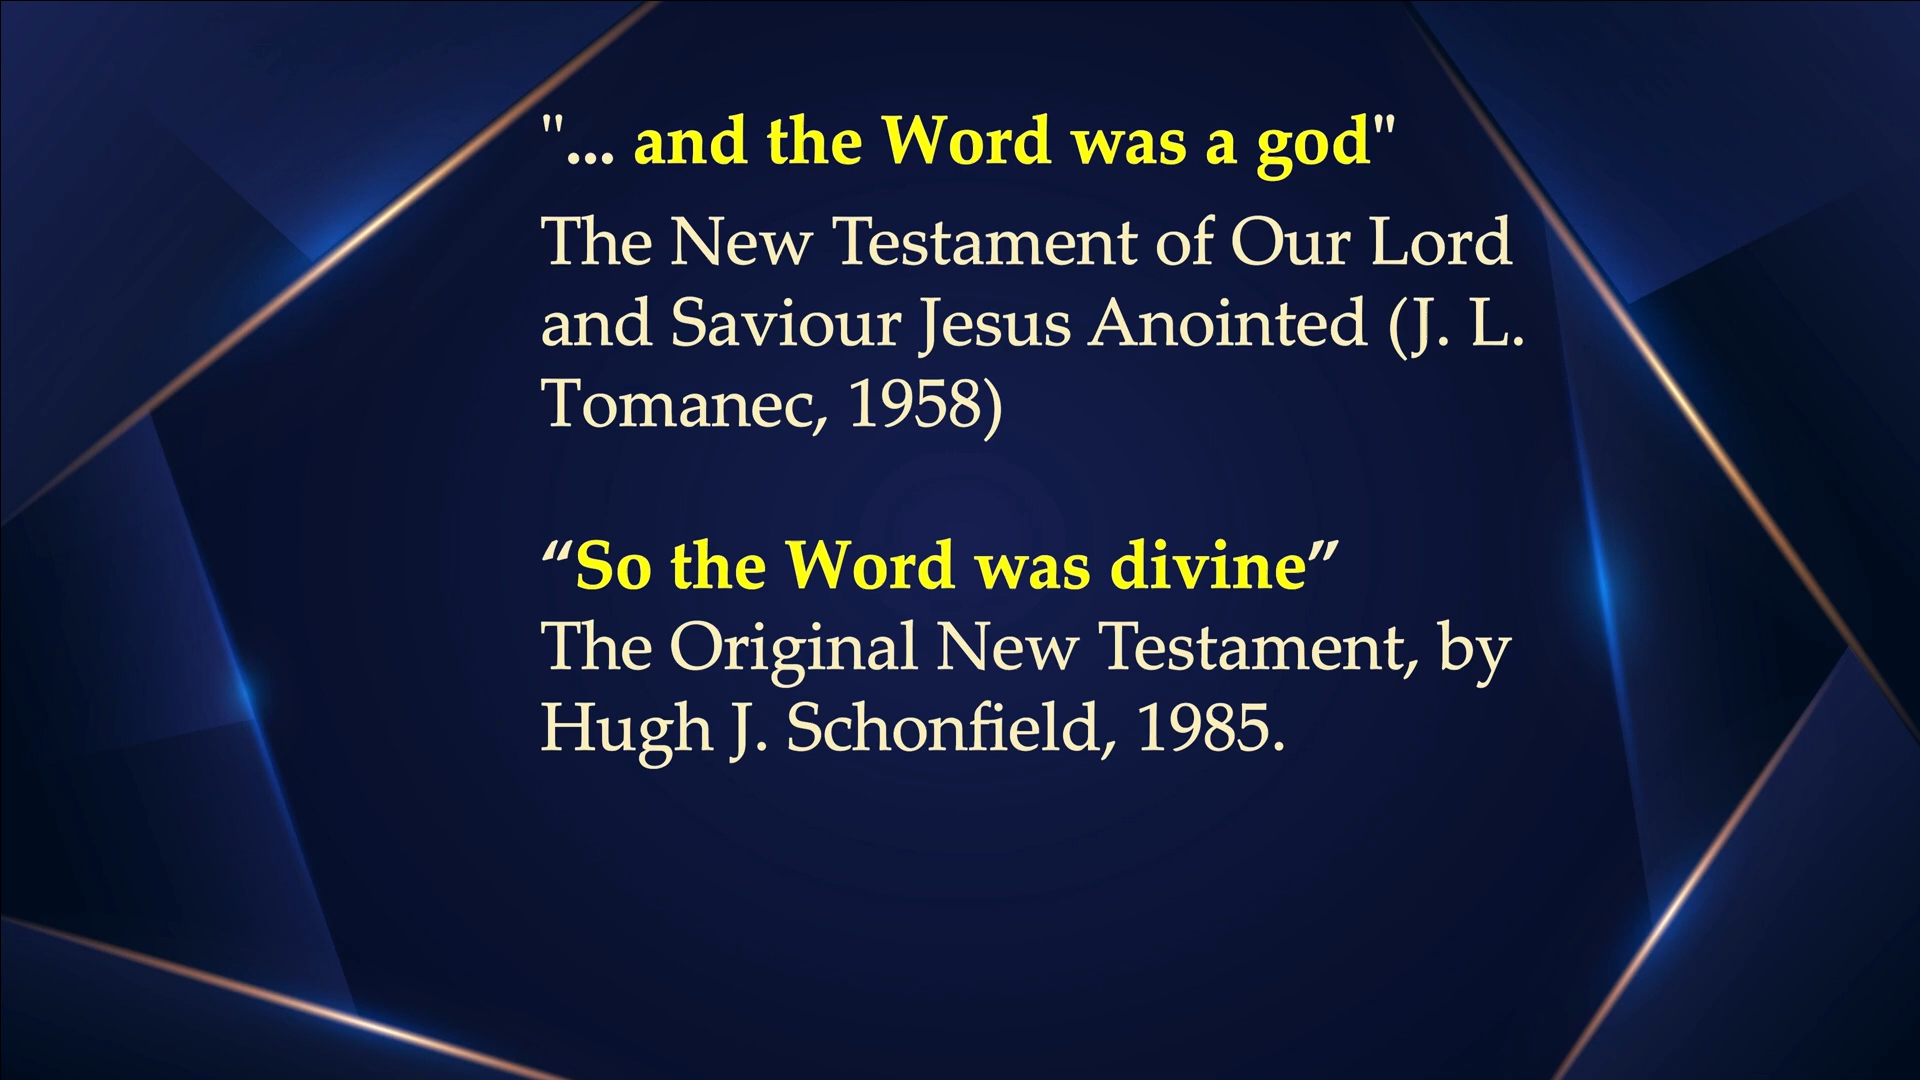 "... and the Word was a god"
The New Testament of Our Lord
and Saviour Jesus Anointed (J. L.
Tomanec, 1958)
“So the Word was divine”
The Original New Testament, by
Hugh J. Schonfield, 1985.